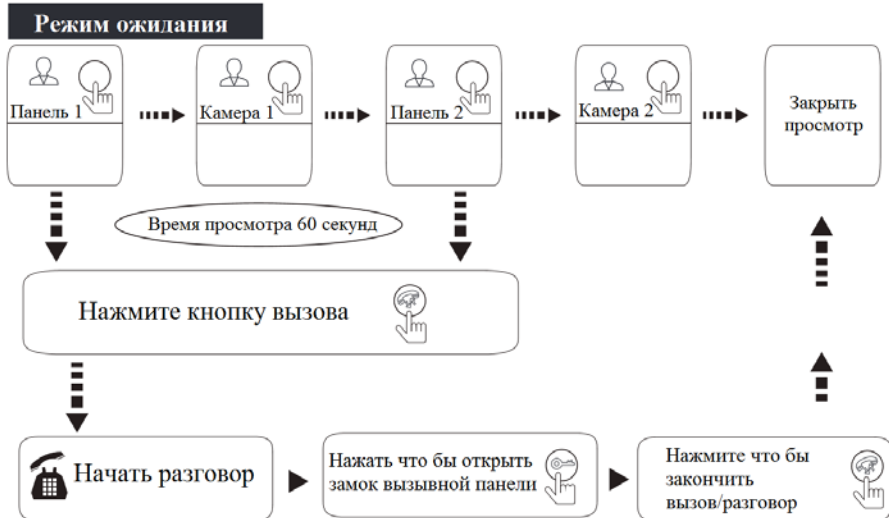 Режим ожидания
Панель 1
Камера 1
Панель 2
Камера 2
Закрыть
просмотр
Время просмотра 60 секунд
Нажмите кнопку вызова
Начать разговор
Нажать что бы открыть
замок вызывной панели
Нажмите что бы
закончить
вызов/разговор